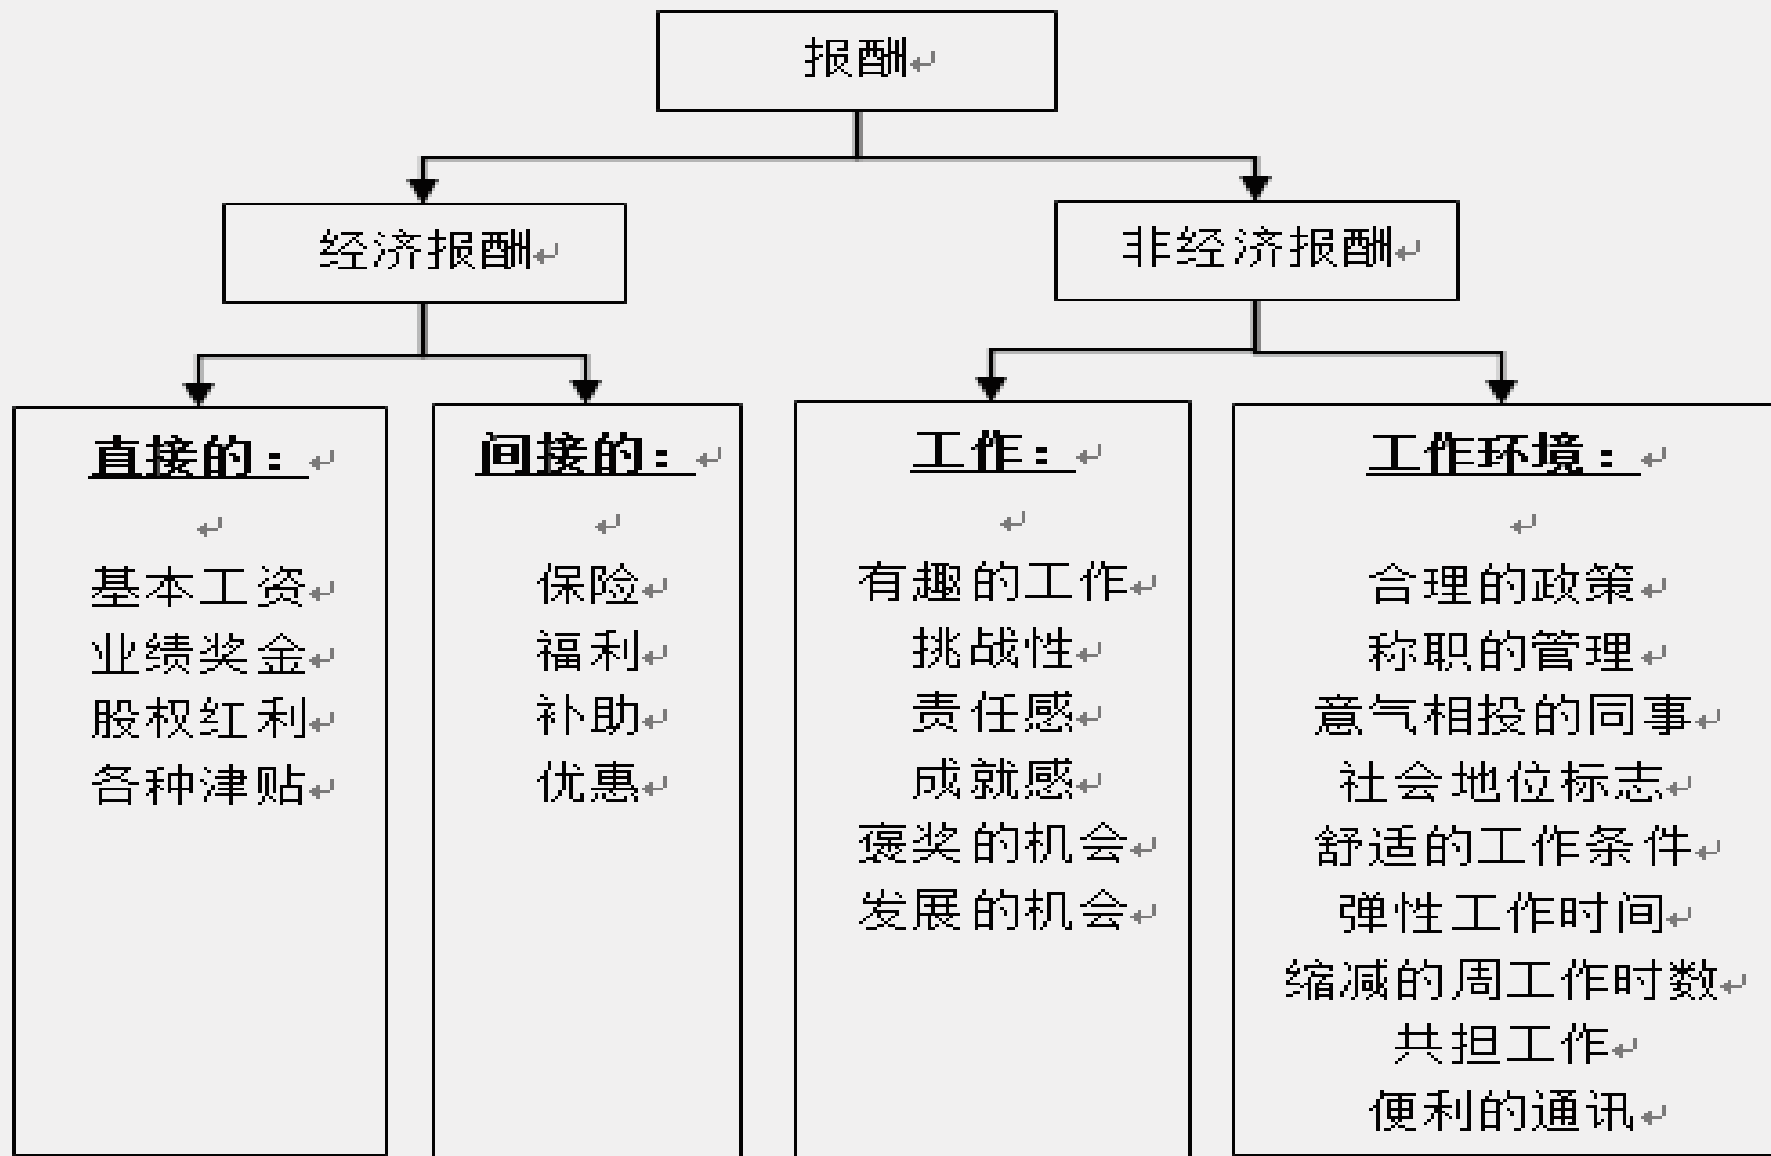 报酬
经济报酬
非经济报酬
直接的：
基本工资
业绩奖金
股权红利
各种津贴
间接的：
保险
福利
补助
优惠
工作：
有趣的工作
挑战性
责任感
成就感
褒奖的机会
发展的机会
工作环境：
合理的政策
称职的管理
意气相投的同事
社会地位标志
舒适的工作条件
弹性工作时间
缩减的周工作时数
共担工作
便利的通讯